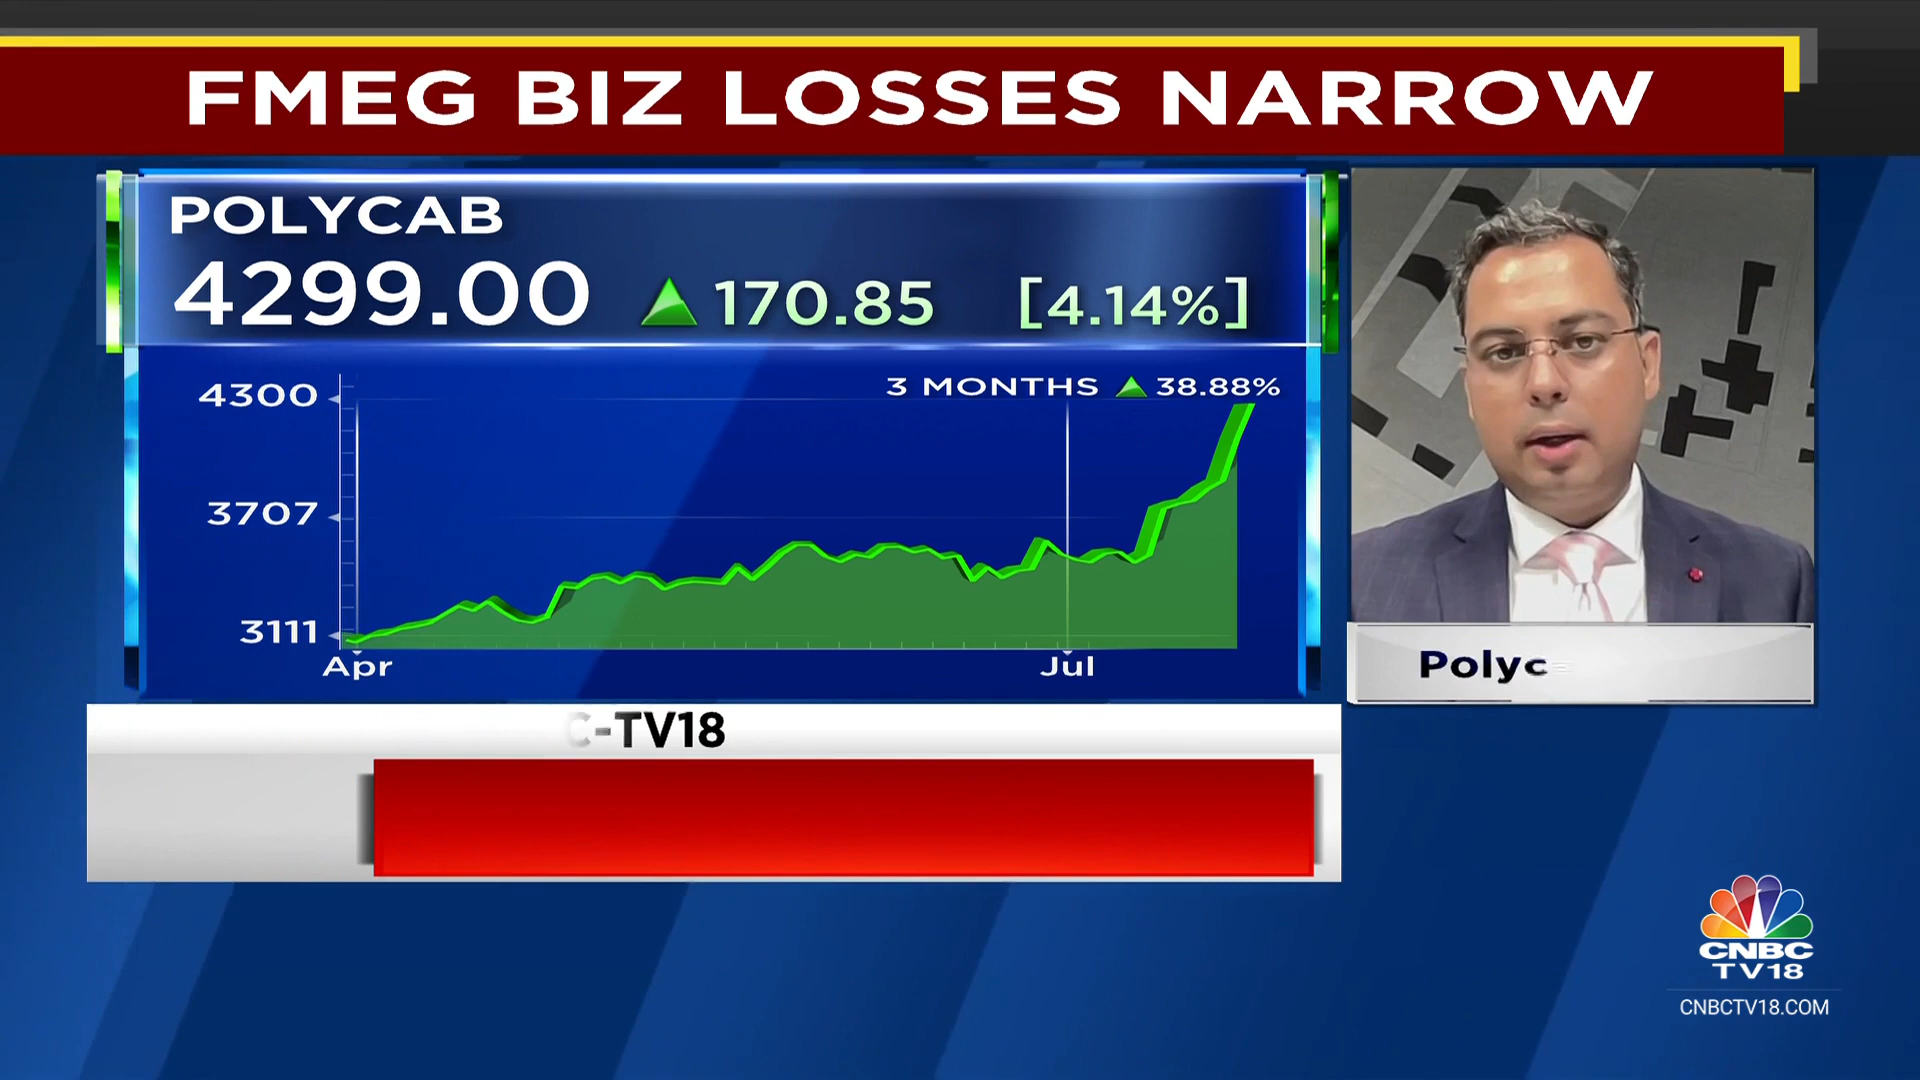 FMEG BIZ LOSSES NARROW
POLYCAB
4299.00 170.85 [4.14%]
3 MONTHS 38.88%
4300
3707
3111
Apr Jul
Polyc
C-TV18
CNBC
TV18
CNBCTV18.COM